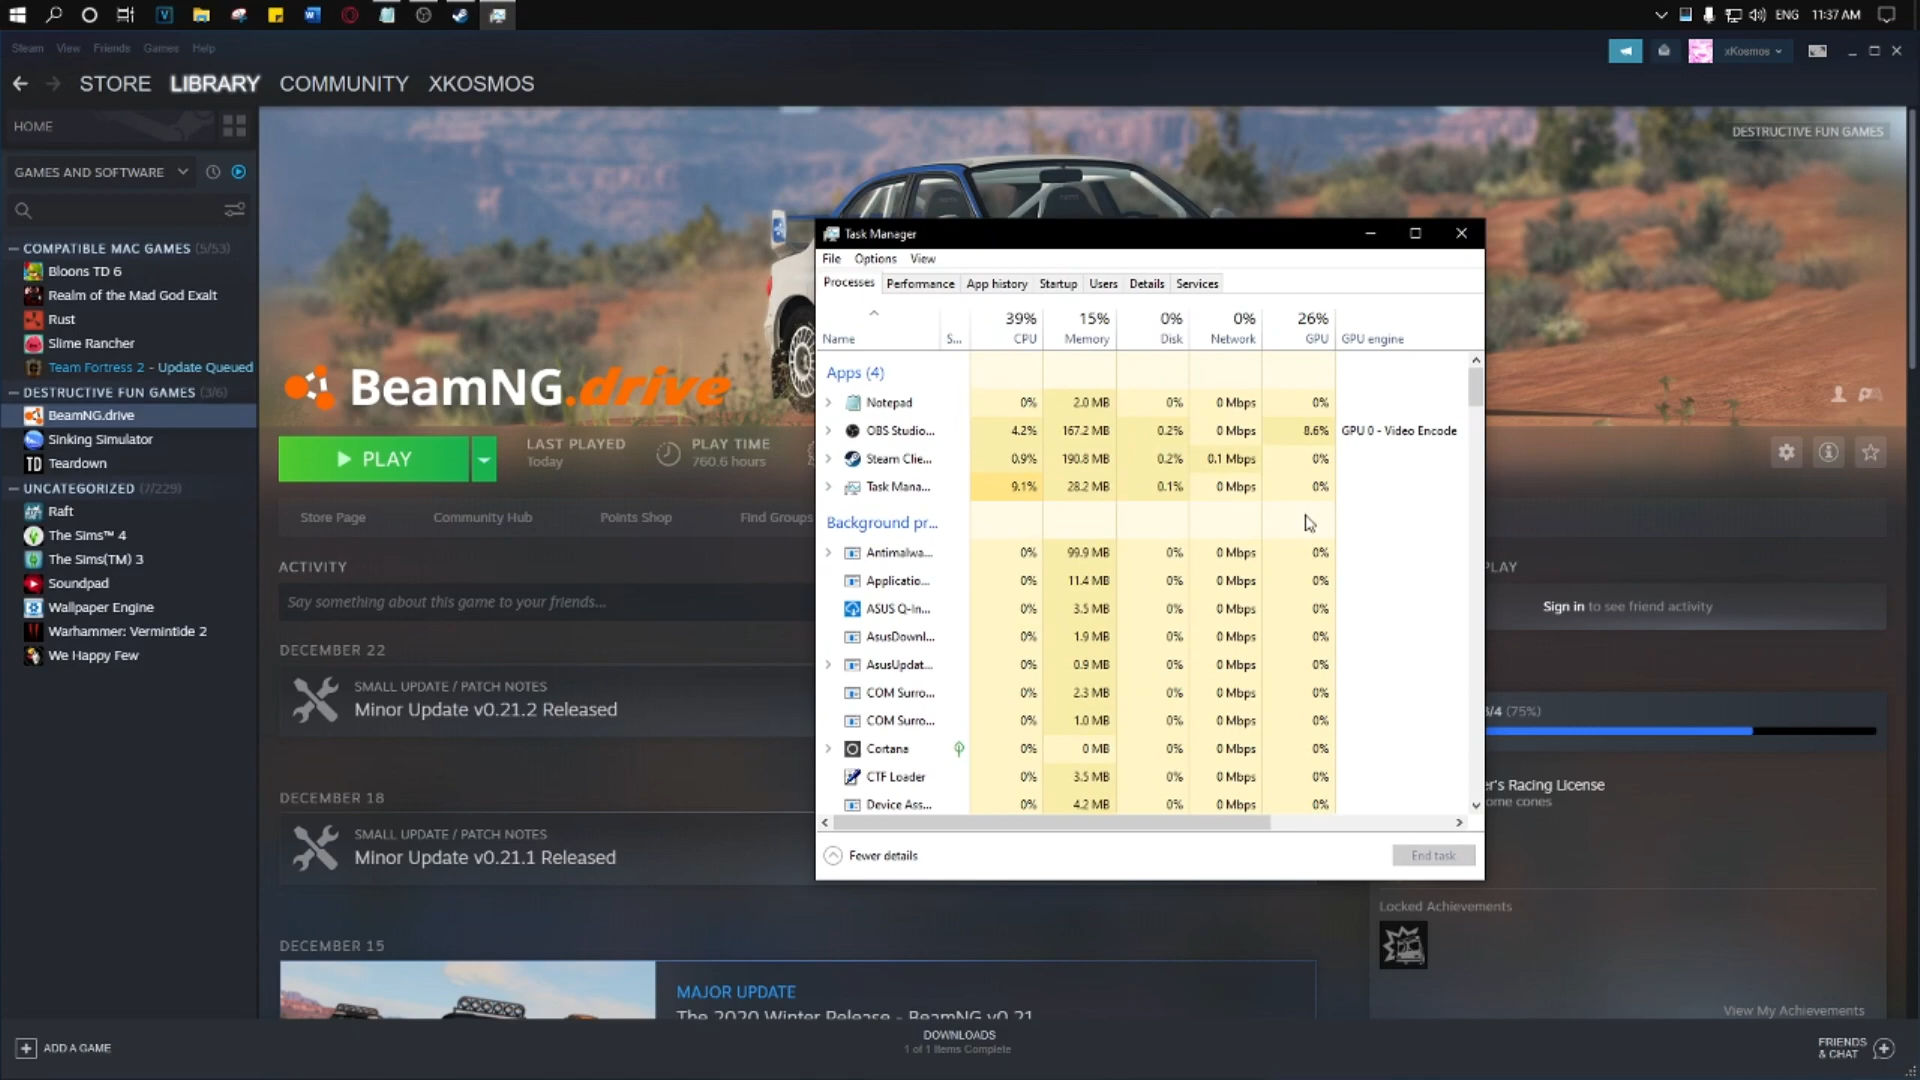 ENG
11:37 AM
Steam View Friends Games Help
xKosmos
STORE LIBRARY COMMUNITY XKOSMOS
HOME
DESTRUCTIVE FUN GAMES
GAMES AND SOFTWARE
COMPATIBLE MAC GAMES (5/53)
Bloons TD 6
Realm of the Mad God Exalt
Rust
Slime Rancher
Team Fortress 2 - Update Queued
DESTRUCTIVE FUN GAMES (3/6)
BeamNG.drive
Sinking Simulator
Teardown
UNCATEGORIZED (7/229)
Raft
The Sims™ 4
The Sims(TM) 3
Soundpad
Wallpaper Engine
Warhammer: Vermintide 2
We Happy Few
BeamNG.drive
PLAY
LAST PLAYED
Today
PLAY TIME
760.6 hours
Store Page
Community Hub
Points Shop
Find Groups
ACTIVITY
Say something about this game to your friends...
DECEMBER 22
SMALL UPDATE / PATCH NOTES
Minor Update v0.21.2 Released
DECEMBER 18
SMALL UPDATE / PATCH NOTES
Minor Update v0.21.1 Released
DECEMBER 15
MAJOR UPDATE
The 2020 Winter Release - BeamNG v0.21
Task Manager
File Options View
Processes Performance App history Startup Users Details Services
39% 15% 0% 0% 26%
Name S... CPU Memory Disk Network GPU GPU engine
Apps (4)
Notepad 0% 2.0 MB 0% 0 Mbps 0%
OBS Studio... 4.2% 167.2 MB 0.2% 0 Mbps 8.6% GPU 0 - Video Encode
Steam Clie... 0.9% 190.8 MB 0.2% 0.1 Mbps 0%
Task Mana... 9.1% 28.2 MB 0.1% 0 Mbps 0%
Background pr...
Antimalwa... 0% 99.9 MB 0% 0 Mbps 0%
Applicatio... 0% 11.4 MB 0% 0 Mbps 0%
ASUS Q-In... 0% 3.5 MB 0% 0 Mbps 0%
AsusDownl... 0% 1.9 MB 0% 0 Mbps 0%
AsusUpdat... 0% 0.9 MB 0% 0 Mbps 0%
COM Surro... 0% 2.3 MB 0% 0 Mbps 0%
COM Surro... 0% 1.0 MB 0% 0 Mbps 0%
Cortana 0% 0 MB 0% 0 Mbps 0%
CTF Loader 0% 3.5 MB 0% 0 Mbps 0%
Device Ass... 0% 4.2 MB 0% 0 Mbps 0%
Fewer details
End task
PLAY
Sign in to see friend activity
/4 (75%)
er's Racing License
ome cones
Locked Achievements
View My Achievements
ADD A GAME
DOWNLOADS
1 of 1 Items Complete
FRIENDS
& CHAT